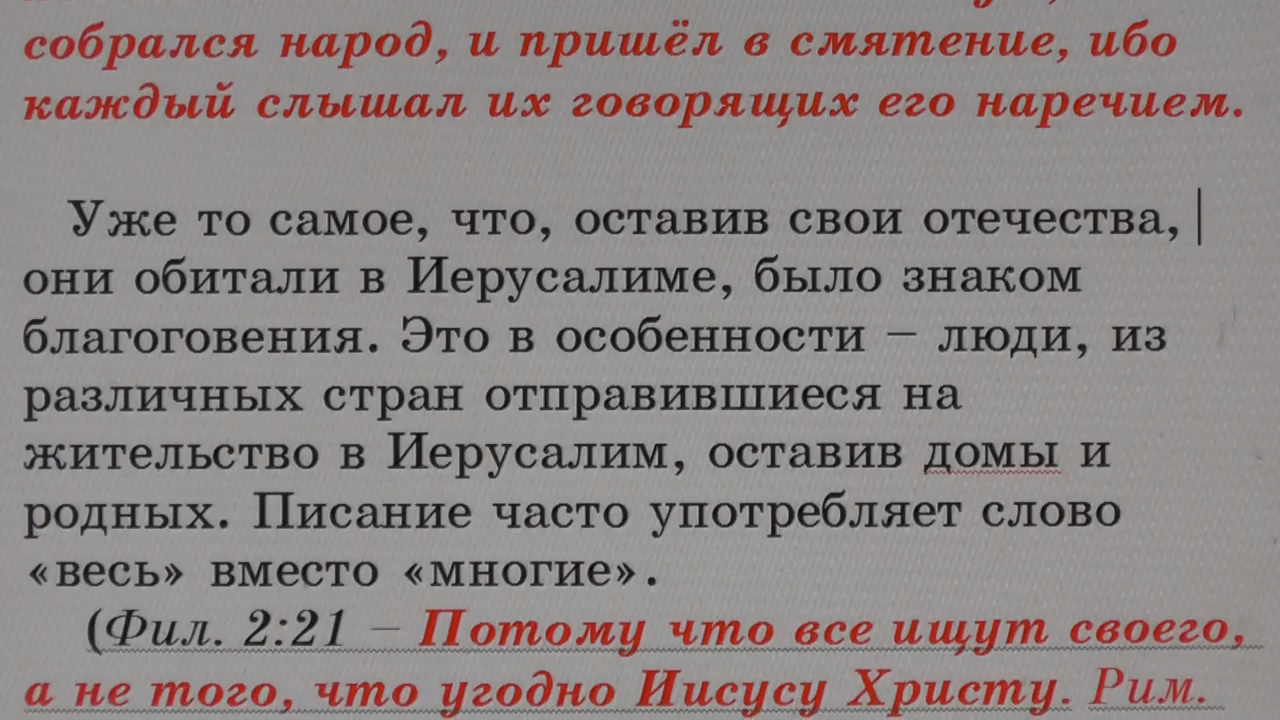 собрался народ, и пришёл в смятение, ибо
каждый слышал их говорящих его наречием.
Уже то самое, что, оставив свои отечества,
они обитали в Иерусалиме, было знаком
благоговения. Это в особенности – люди, из
различных стран отправившиеся на
жительство в Иерусалим, оставив домы и
родных. Писание часто употребляет слово
«весь» вместо «многие».
(Фил. 2:21 – Потому что все ищут своего,
а не того, что угодно Иисусу Христу. Рим.